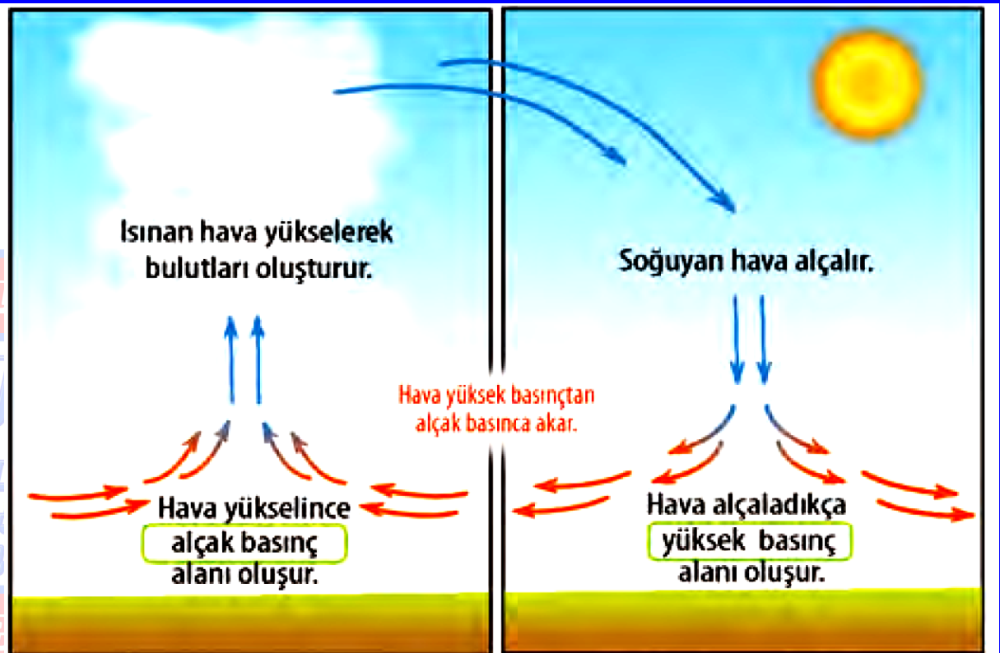 Isınan hava yükselerek
bulutları oluşturur.
Soğuyan hava alçalır.
Hava yüksek basınçtan
alçak basınca akar.
Hava yükselince
alçak basınç
alanı oluşur.
Hava alçaladıkça
yüksek basınç
alanı oluşur.